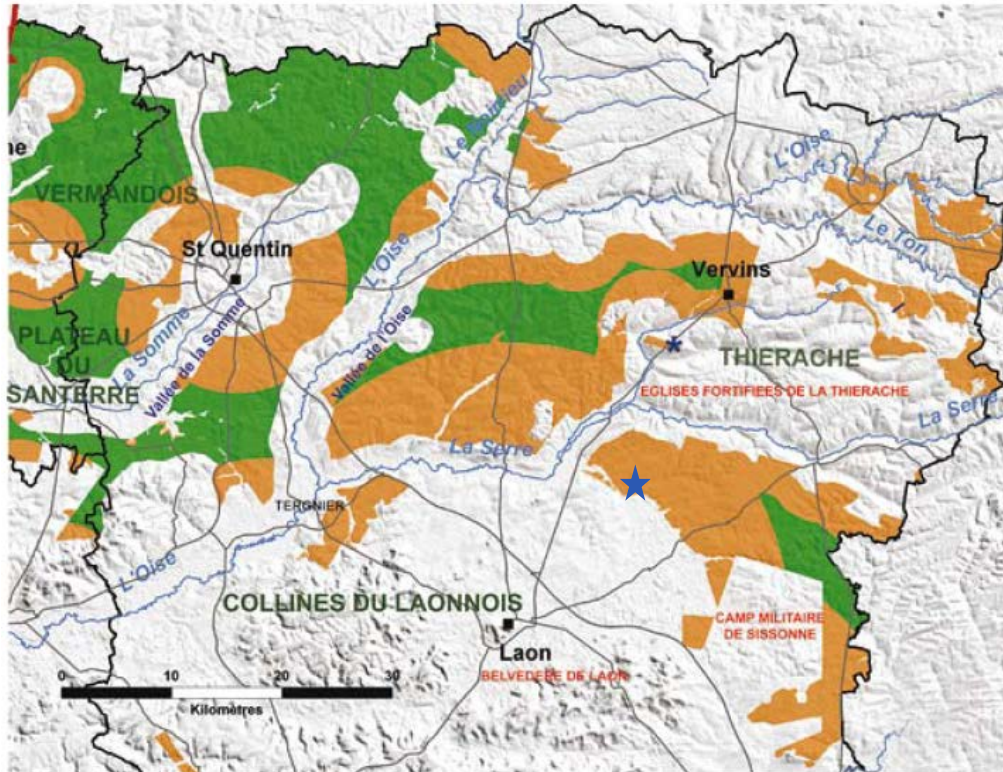 ne
VERMANDOIS
St Quentin
La Somme
Vallée de la Somme
PLATEAU
DU
SANTERRE
L'Oise
Vallée de l'Oise
L'Oise
Le Ton
Vervins
*
THIERACHE
EGLISES FORTIFIEES DE LA THIERACHE
La Serre
La Serre
TERGNIER
L'Oise
COLLINES DU LAONNOIS
CAMP MILITAIRE
DE SISSONNE
Laon
BELVEDERE DE LAON
0 10 20 30
Kilomètres